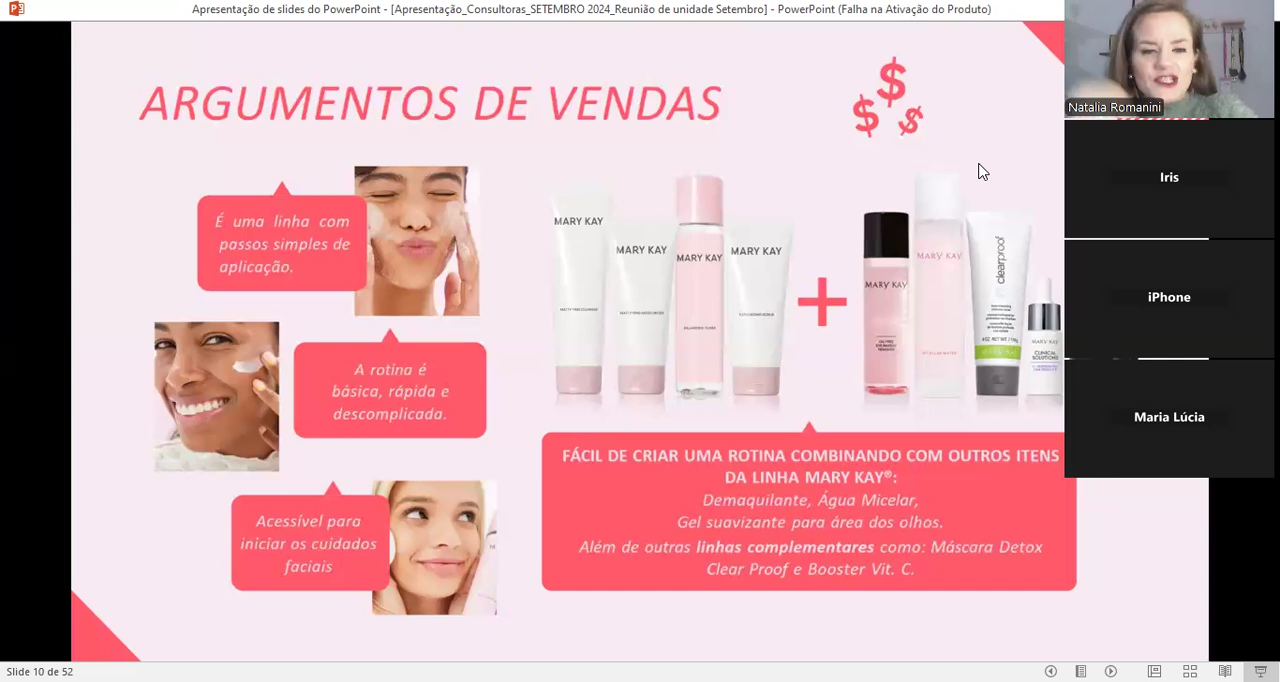 Apresentação de slides do PowerPoint - [Apresentação_Consultoras_SETEMBRO 2024_Reunião de unidade Setembro] - PowerPoint (Falha na Ativação do Produto)
ARGUMENTOS DE VENDAS
$
$
$
É uma linha com
passos simples de
aplicação.
A rotina é
básica, rápida e
descomplicada.
Acessível para
iniciar os cuidados
faciais
MARY KAY
MARY KAY
MARY KAY
MARY KAY
+
MARY KAY
MARY KAY
clearproof
MARY KAY
CLINICAL
SOLUTIONS
FÁCIL DE CRIAR UMA ROTINA COMBINANDO COM OUTROS ITENS
DA LINHA MARY KAY®:
Demaquilante, Água Micelar,
Gel suavizante para área dos olhos.
Além de outras linhas complementares como: Máscara Detox
Clear Proof e Booster Vit. C.
Natalia Romanini
Iris
iPhone
Maria Lúcia
Slide 10 de 52